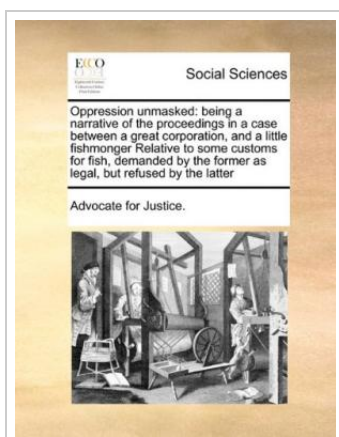 ECCO
Social Sciences
Oppression unmasked: being a
narrative of the proceedings in a case
between a great corporation, and a little
fishmonger Relative to some customs
for fish, demanded by the former as
legal, but refused by the latter
Advocate for Justice.